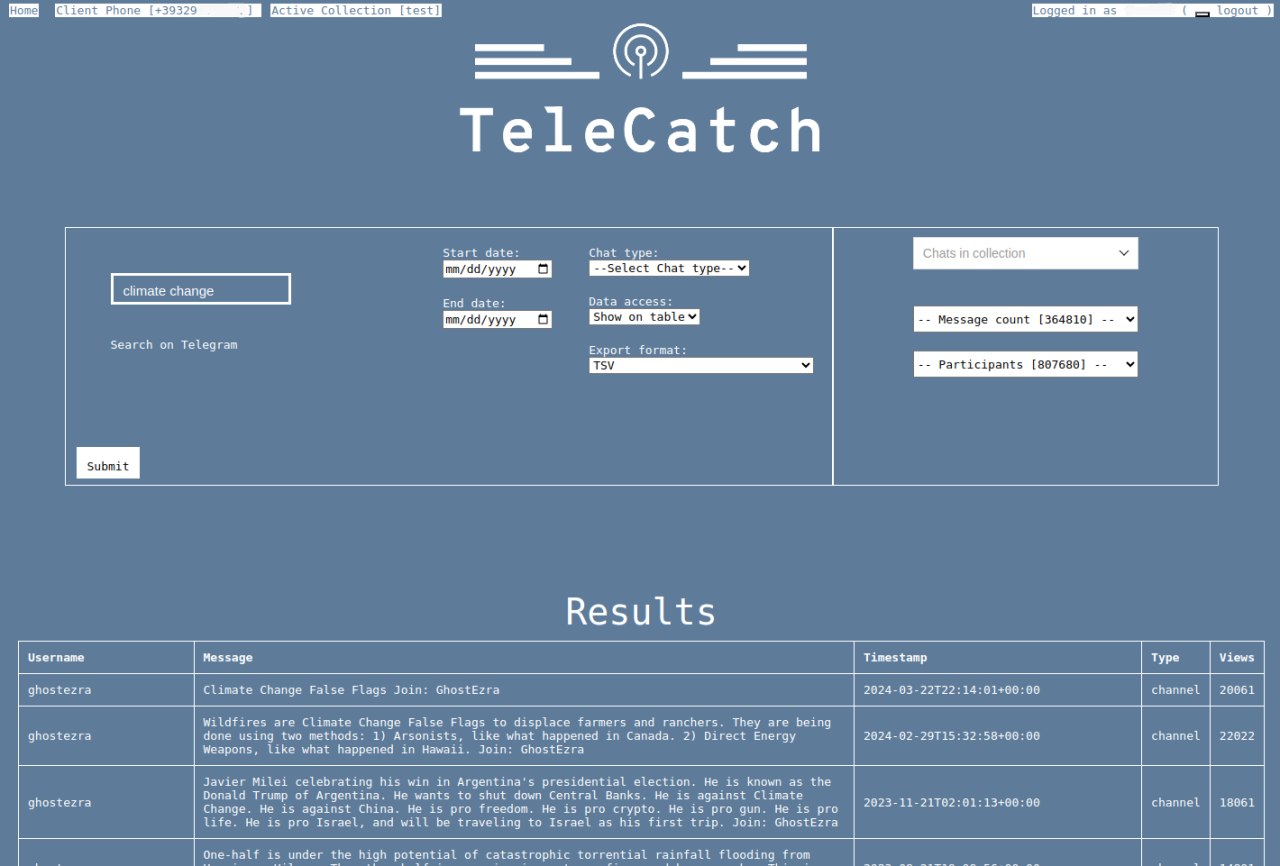 Home Client Phone [+39329 ] Active Collection [test] Logged in as ( logout )
TeleCatch
Start date:
mm/dd/yyyy
End date:
mm/dd/yyyy
Chat type:
--Select Chat type--
Data access:
Show on table
Export format:
TSV
climate change
Search on Telegram
Submit
Chats in collection
-- Message count [364810] --
-- Participants [807680] --
Results
Username Message Timestamp Type Views
ghostezra Climate Change False Flags Join: GhostEzra 2024-03-22T22:14:01+00:00 channel 20061
Wildfires are Climate Change False Flags to displace farmers and ranchers. They are being
ghostezra done using two methods: 1) Arsonists, like what happened in Canada. 2) Direct Energy 2024-02-29T15:32:58+00:00 channel 22022
Weapons, like what happened in Hawaii. Join: GhostEzra
Javier Milei celebrating his win in Argentina's presidential election. He is known as the
Donald Trump of Argentina. He wants to shut down Central Banks. He is against Climate
ghostezra Change. He is against China. He is pro freedom. He is pro crypto. He is pro gun. He is pro 2023-11-21T02:01:13+00:00 channel 18061
life. He is pro Israel, and will be traveling to Israel as his first trip. Join: GhostEzra
One-half is under the high potential of catastrophic torrential rainfall flooding from